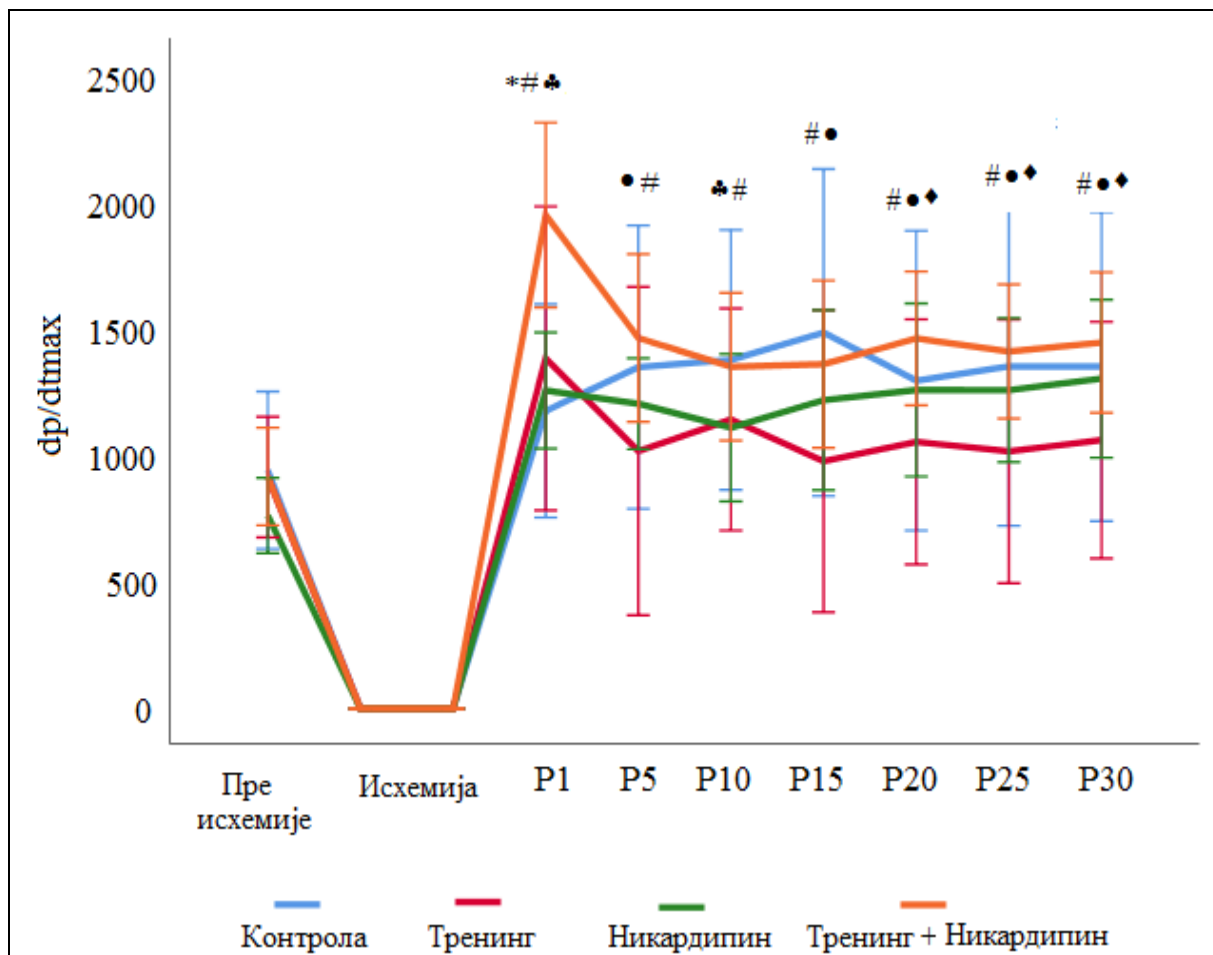 2500
*#♣
#●
2000
●#
♣#
#●♦
#●♦
#●♦
1500
dp/dtmax
1000
500
0
Пре
исхемије
Исхемија
P1
P5
P10
P15
P20
P25
P30
Контрола
Тренинг
Никардипин
Тренинг + Никардипин